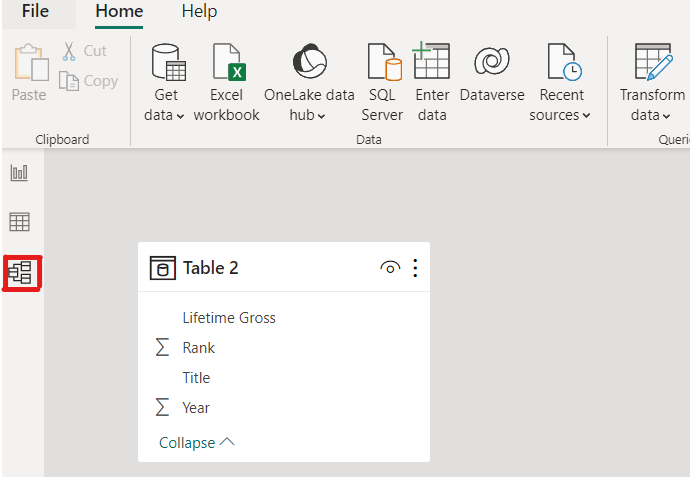 File Home Help
Cut
Copy
Paste
Get data
Excel workbook
OneLake data hub
SQL Server
Enter data
Dataverse
Recent sources
Transform data
Clipboard
Data
Table 2
Lifetime Gross
∑ Rank
Title
∑ Year
Collapse